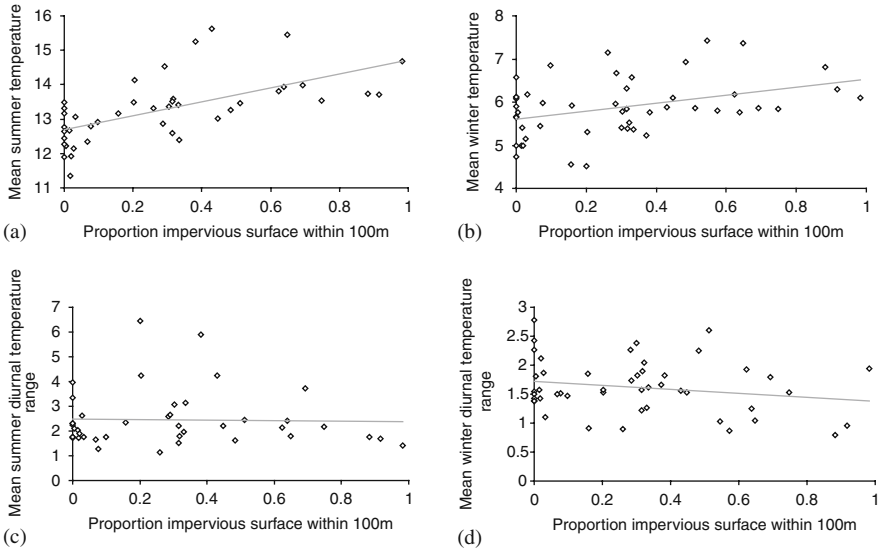 Mean summer temperature
16
15
14
13
12
11
0 0.2 0.4 0.6 0.8 1
(a) Proportion impervious surface within 100m
Mean winter temperature
8
7
6
5
4
0 0.2 0.4 0.6 0.8 1
(b) Proportion impervious surface within 100m
Mean summer diurnal temperature
range
7
6
5
4
3
2
1
0
0 0.2 0.4 0.6 0.8 1
(c) Proportion impervious surface within 100m
Mean winter diurnal temperature
range
3
2.5
2
1.5
1
0.5
0
0 0.2 0.4 0.6 0.8 1
(d) Proportion impervious surface within 100m